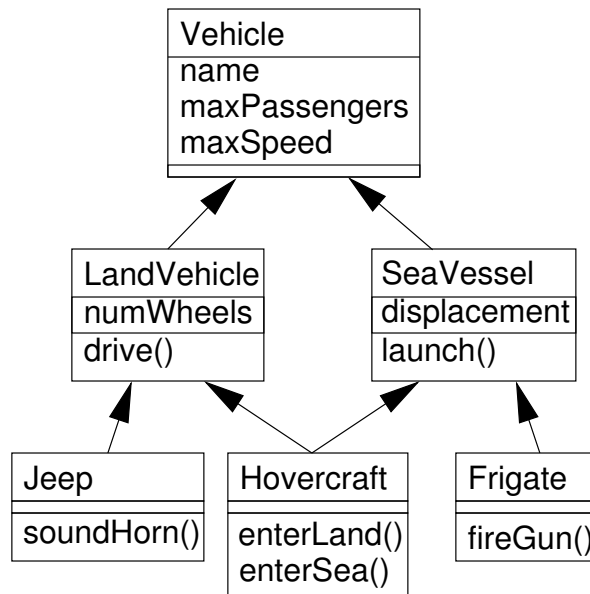 Vehicle
name
maxPassengers
maxSpeed
LandVehicle
numWheels
drive()
SeaVessel
displacement
launch()
Jeep
soundHorn()
Hovercraft
enterLand()
enterSea()
Frigate
fireGun()